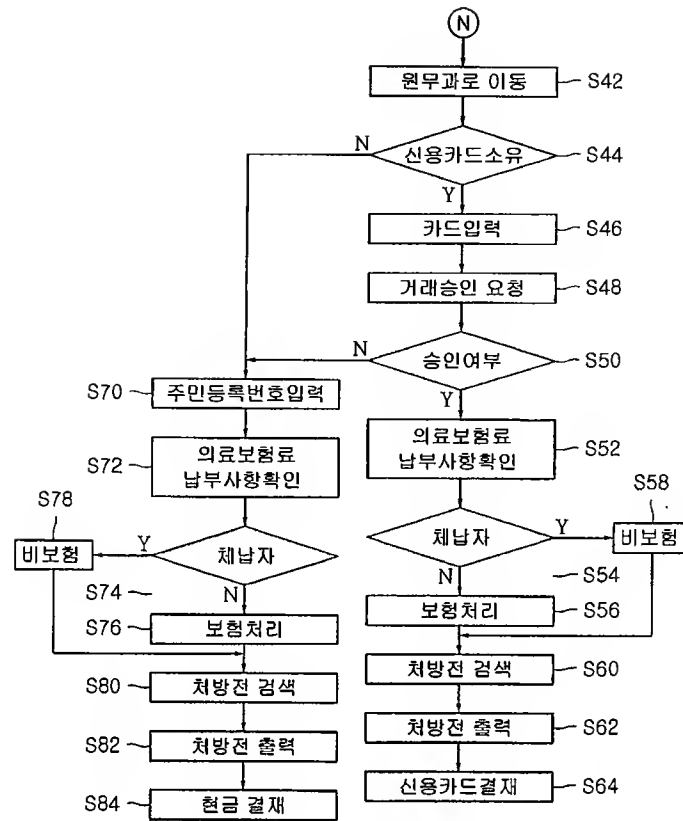 N
원무과로 이동
S42
신용카드소유
S44
N
Y
카드입력
S46
거래승인 요청
S48
승인여부
S50
N
Y
S70
주민등록번호입력
의료보험료
납부사항확인
S52
S72
의료보험료
납부사항확인
S78
S58
비보험
Y
체납자
체납자
Y
비보험
S74
N
N
S54
S76
보험처리
보험처리
S56
S80
처방전 검색
처방전 검색
S60
S82
처방전 출력
처방전 출력
S62
S84
현금 결재
신용카드결재
S64